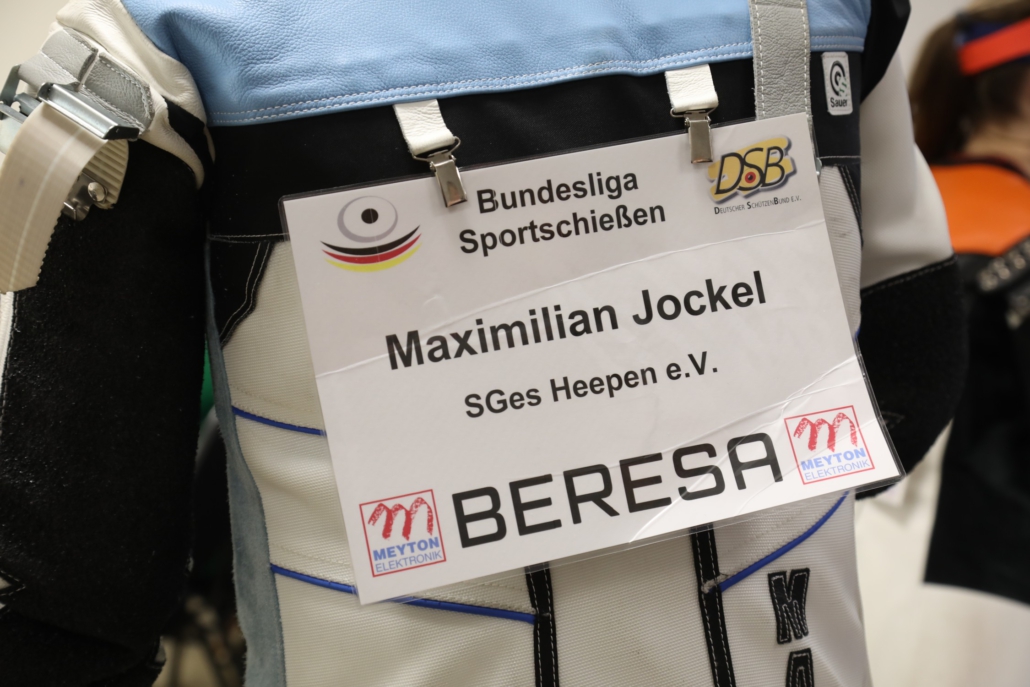 Sauer
Bundesliga
Sportschießen
DSB
DEUTSCHER SCHÜTZENBUND E.V.
Maximilian Jockel
SGes Heepen e.V.
BERESA
MEYTON
ELEKTRONIK
MEYTON
ELEKTRONIK